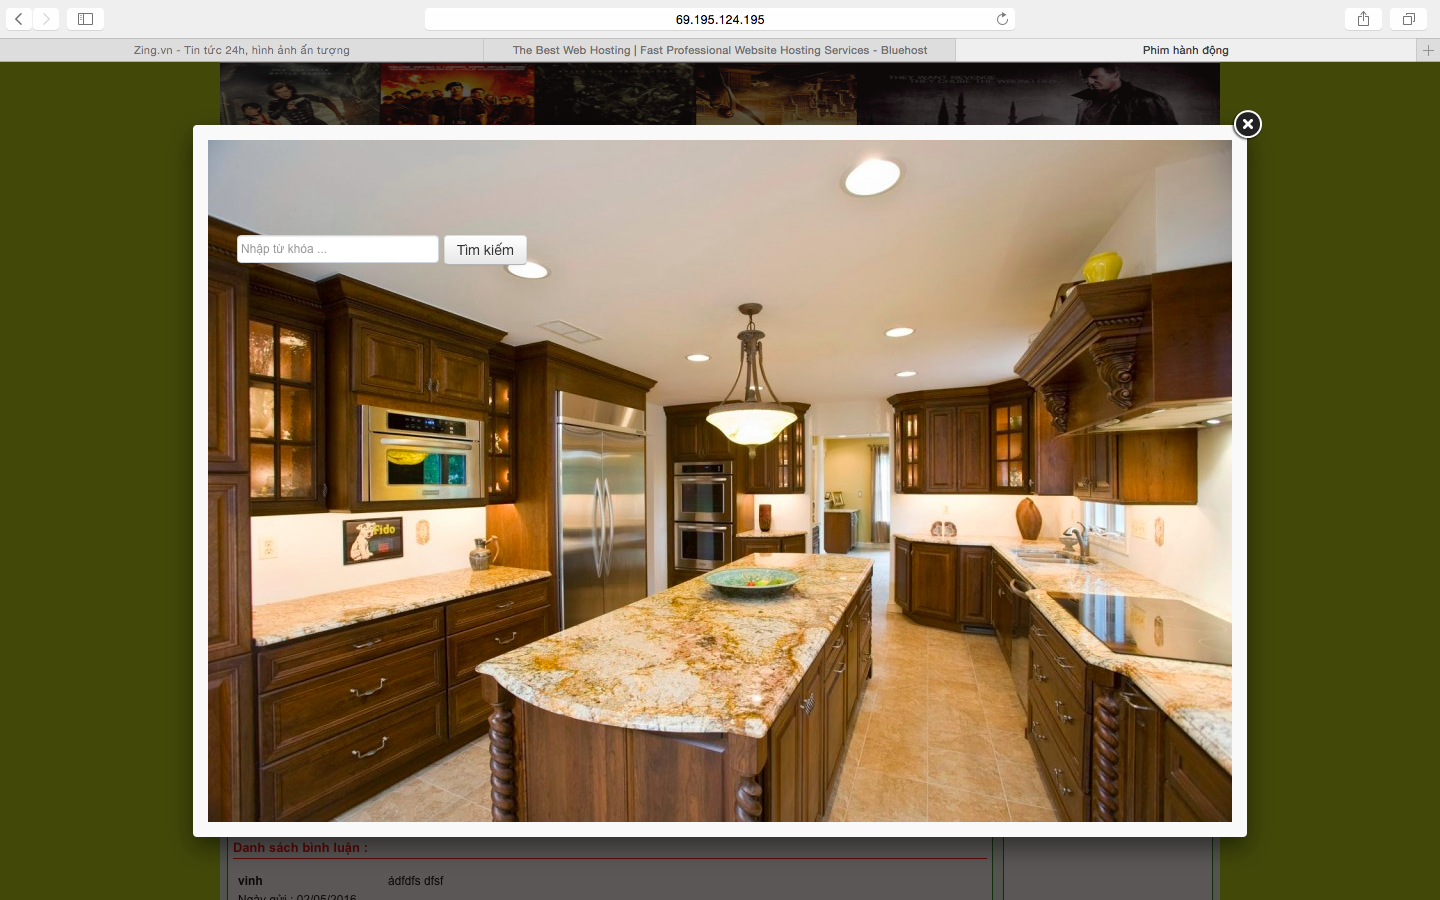 69.195.124.195
Zing.vn - Tin tức 24h, hình ảnh ấn tượng
The Best Web Hosting | Fast Professional Website Hosting Services - Bluehost
Phim hành động
Nhập từ khóa ...
Tìm kiếm
Fido
Danh sách bình luận :
vinh ádfdfs dfsf
Ngày gửi : 02/05/2016